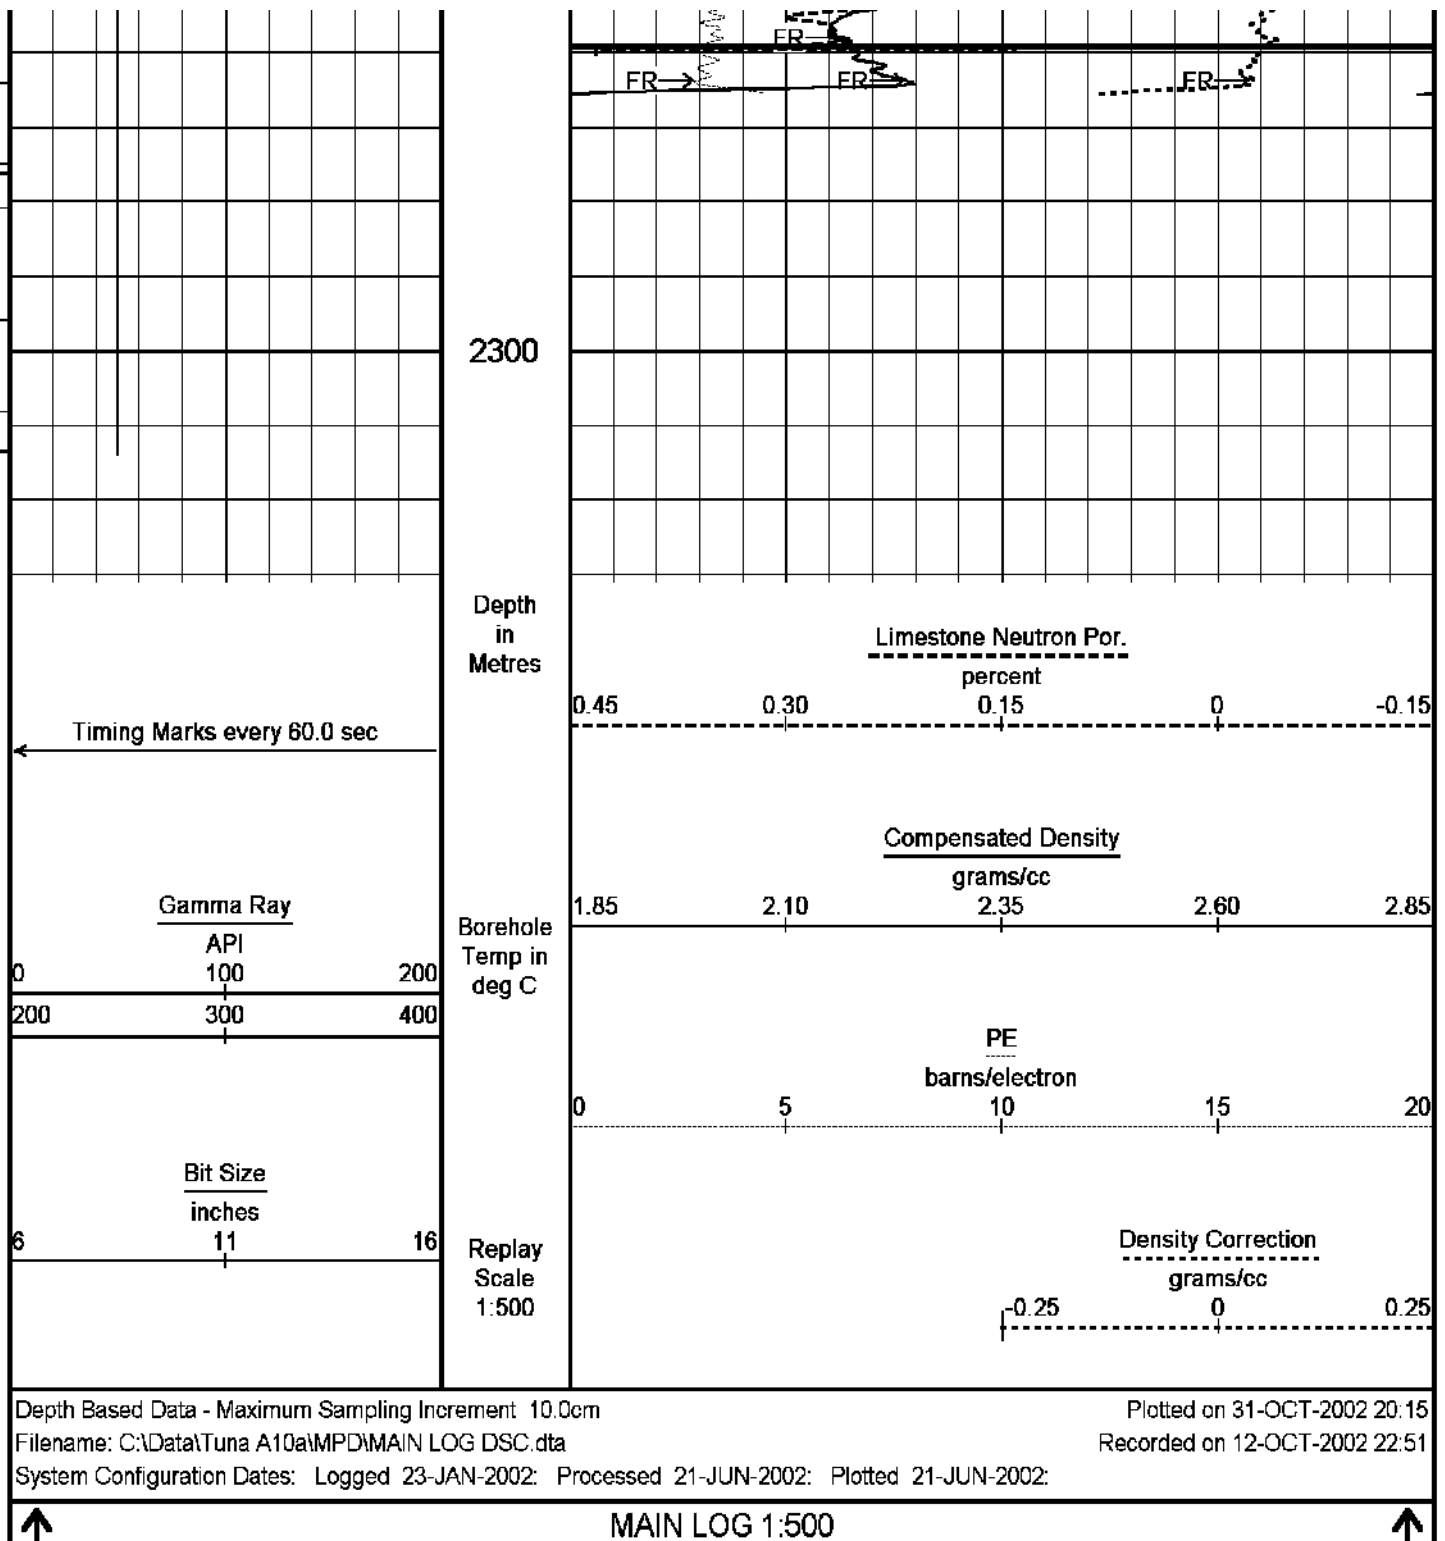 FR
FR FR FR
2300
Depth
in
Metres
Limestone Neutron Por.
percent
0.45 0.30 0.15 0 -0.15
Timing Marks every 60.0 sec
Compensated Density
grams/cc
1.85 2.10 2.35 2.60 2.85
Gamma Ray
API
0 100 200
200 300 400
Borehole
Temp in
deg C
PE
barns/electron
0 5 10 15 20
Bit Size
inches
6 11 16
Replay
Scale
1:500
Density Correction
grams/cc
-0.25 0 0.25
Depth Based Data - Maximum Sampling Increment 10.0cm
Plotted on 31-OCT-2002 20:15
Filename: C:\Data\Tuna A10a\MPD\MAIN LOG DSC.dta
Recorded on 12-OCT-2002 22:51
System Configuration Dates: Logged 23-JAN-2002: Processed 21-JUN-2002: Plotted 21-JUN-2002:
MAIN LOG 1:500